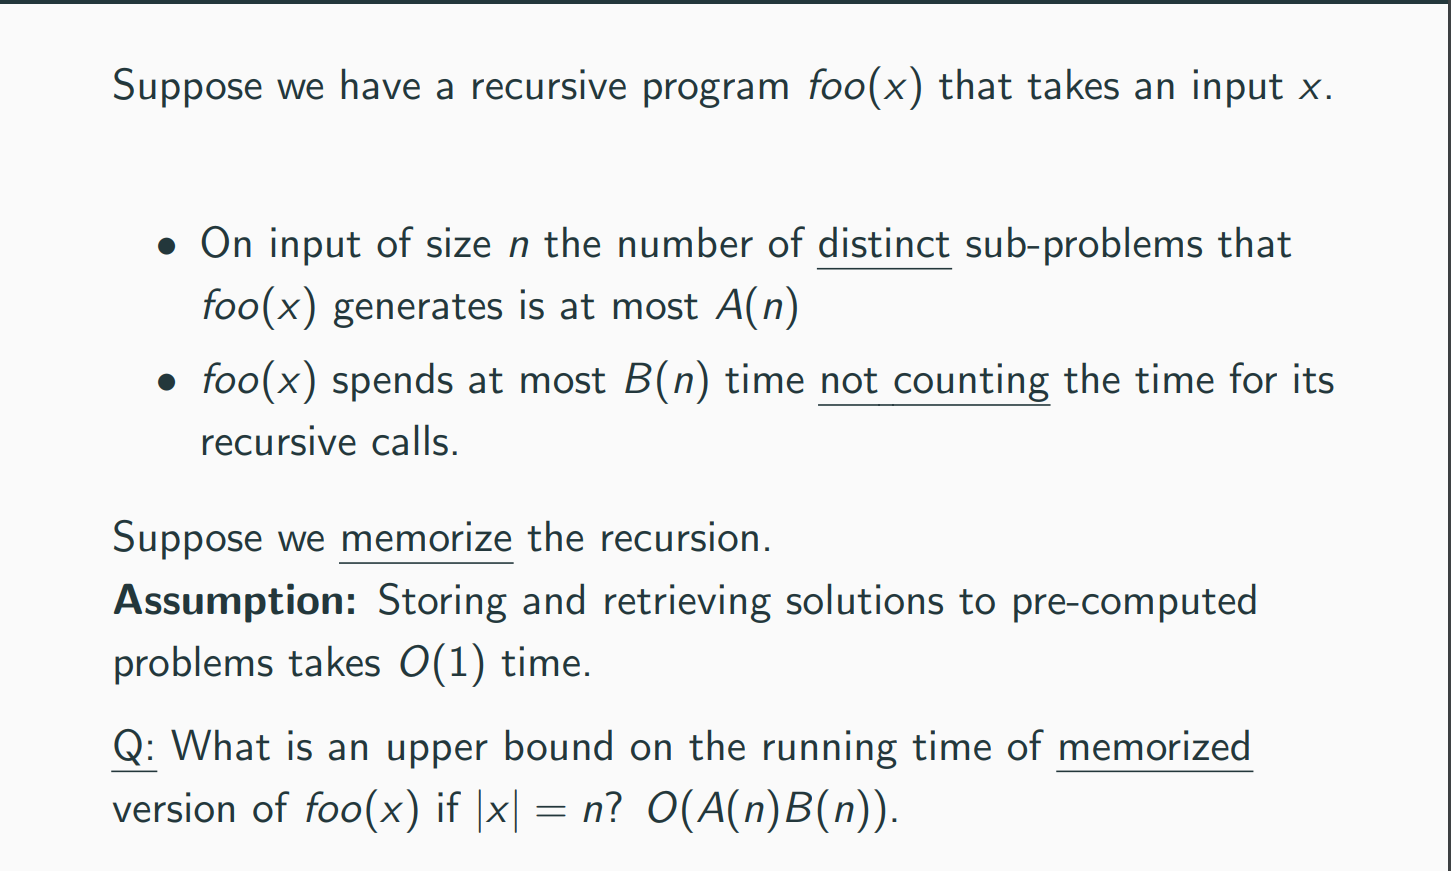 Suppose we have a recursive program foo(x) that takes an input x.
• On input of size n the number of distinct sub-problems that
foo(x) generates is at most A(n)
• foo(x) spends at most B(n) time not counting the time for its
recursive calls.
Suppose we memorize the recursion.
Assumption: Storing and retrieving solutions to pre-computed
problems takes O(1) time.
Q: What is an upper bound on the running time of memorized
version of foo(x) if |x| = n? O(A(n)B(n)).